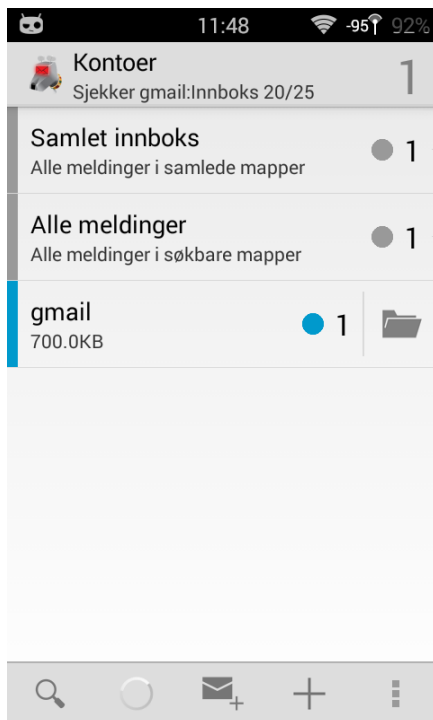 11:48 -95 92%
Kontoer 1
Sjekker gmail:Innboks 20/25
Samlet innboks 1
Alle meldinger i samlede mapper
Alle meldinger 1
Alle meldinger i søkbare mapper
gmail 1
700.0KB